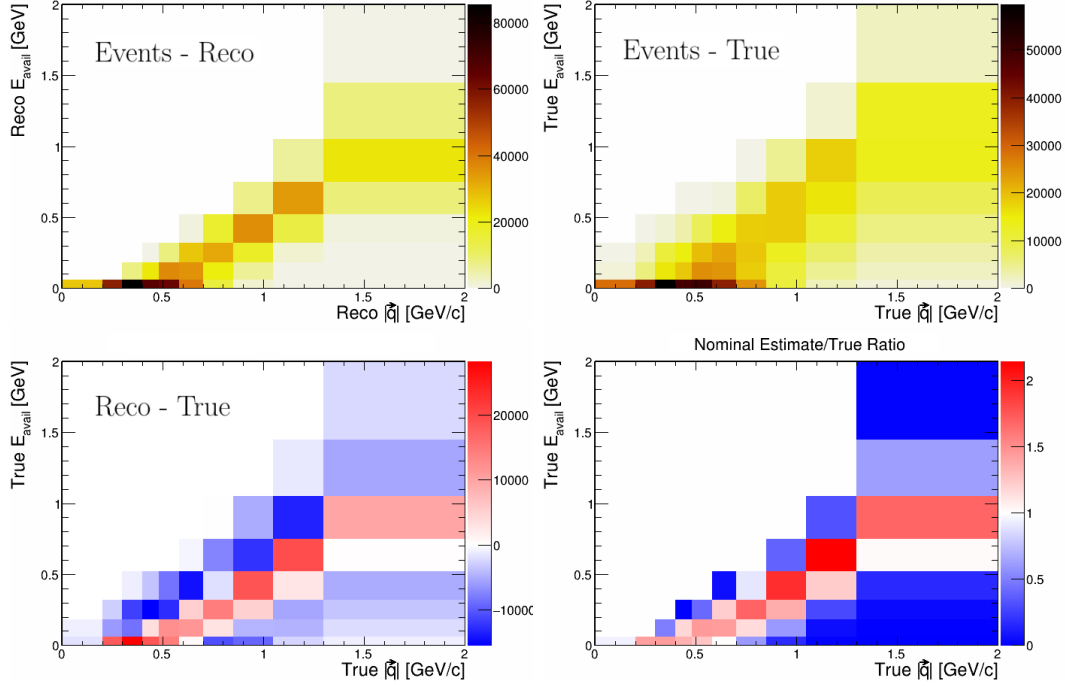 Reco E_avail [GeV]
2
1.5
1
0.5
0
Events - Reco
80000
60000
40000
20000
0
0 0.5 1 1.5 2
Reco |q⃗| [GeV/c]
True E_avail [GeV]
2
1.5
1
0.5
0
Events - True
50000
40000
30000
20000
10000
0
0 0.5 1 1.5 2
True |q⃗| [GeV/c]
True E_avail [GeV]
2
1.5
1
0.5
0
Reco - True
20000
10000
0
−10000
0 0.5 1 1.5 2
True |q⃗| [GeV/c]
Nominal Estimate/True Ratio
True E_avail [GeV]
2
1.5
1
0.5
0
2
1.5
1
0.5
0
0 0.5 1 1.5 2
True |q⃗| [GeV/c]